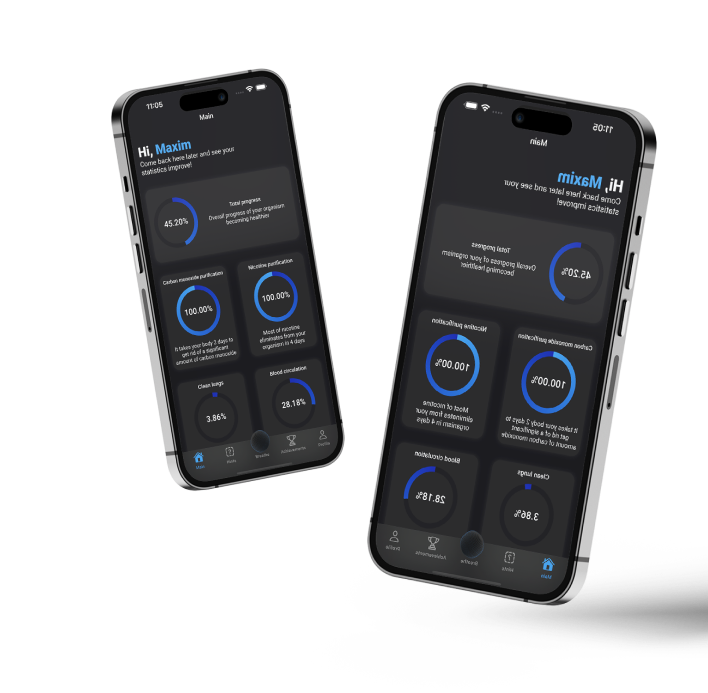 11:05
Main
Hi, Maxim
Come back here later and see your
statistics improve!
45.20%
Total progress
Overall progress of your organism
becoming healthier
Carbon monoxide purification
100.00%
It takes your body 2 days to
get rid of a significant
amount of carbon monoxide
Nicotine purification
100.00%
Most of nicotine
eliminates from your
organism in 4 days
Clean lungs
3.86%
Blood circulation
28.18%
Main
Hints
Breathe
Achievements
Profile
11:05
Main
Hi, Maxim
Come back here later and see your
statistics improve!
45.20%
Total progress
Overall progress of your organism
becoming healthier
Carbon monoxide purification
100.00%
It takes your body 2 days to
get rid of a significant
amount of carbon monoxide
Nicotine purification
100.00%
Most of nicotine
eliminates from your
organism in 4 days
Clean lungs
3.86%
Blood circulation
28.18%
Main
Hints
Breathe
Achievements
Profile